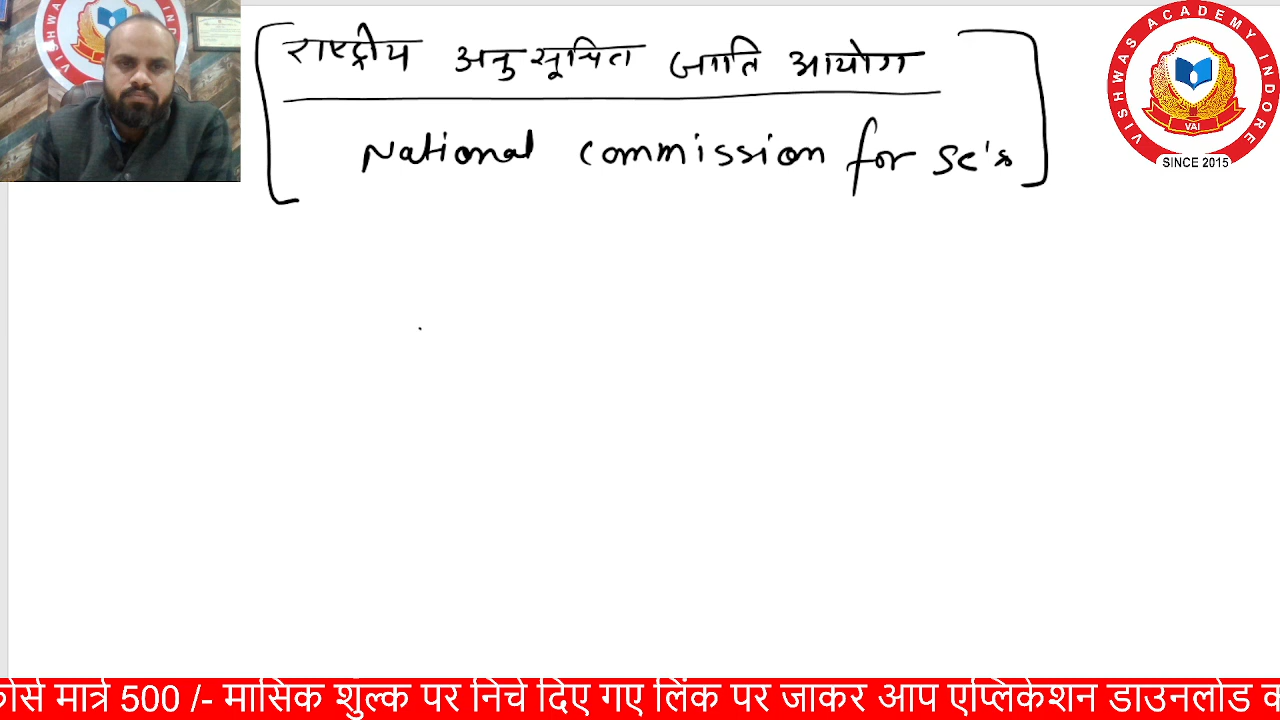 राष्ट्रीय अनुसूचित जाति आयोग
National commission for SC's
VISHWAS ACADEMY INDORE
VAI
SINCE 2015
कोर्स मात्र 500 /- मासिक शुल्क पर निचे दिए गए लिंक पर जाकर आप एप्लिकेशन डाउनलोड क